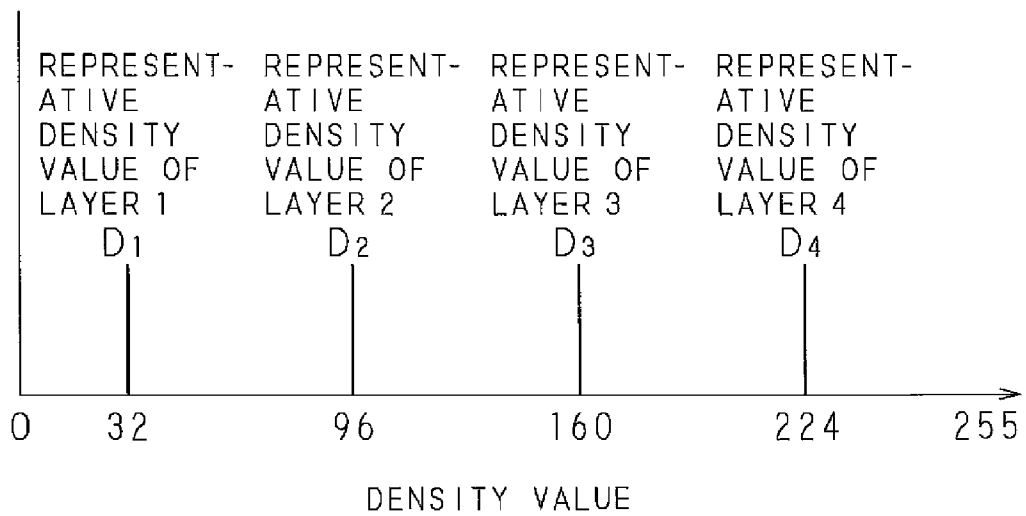 REPRESENT-
ATIVE
DENSITY
VALUE OF
LAYER 1
D1
REPRESENT-
ATIVE
DENSITY
VALUE OF
LAYER 2
D2
REPRESENT-
ATIVE
DENSITY
VALUE OF
LAYER 3
D3
REPRESENT-
ATIVE
DENSITY
VALUE OF
LAYER 4
D4
0 32 96 160 224 255
DENSITY VALUE